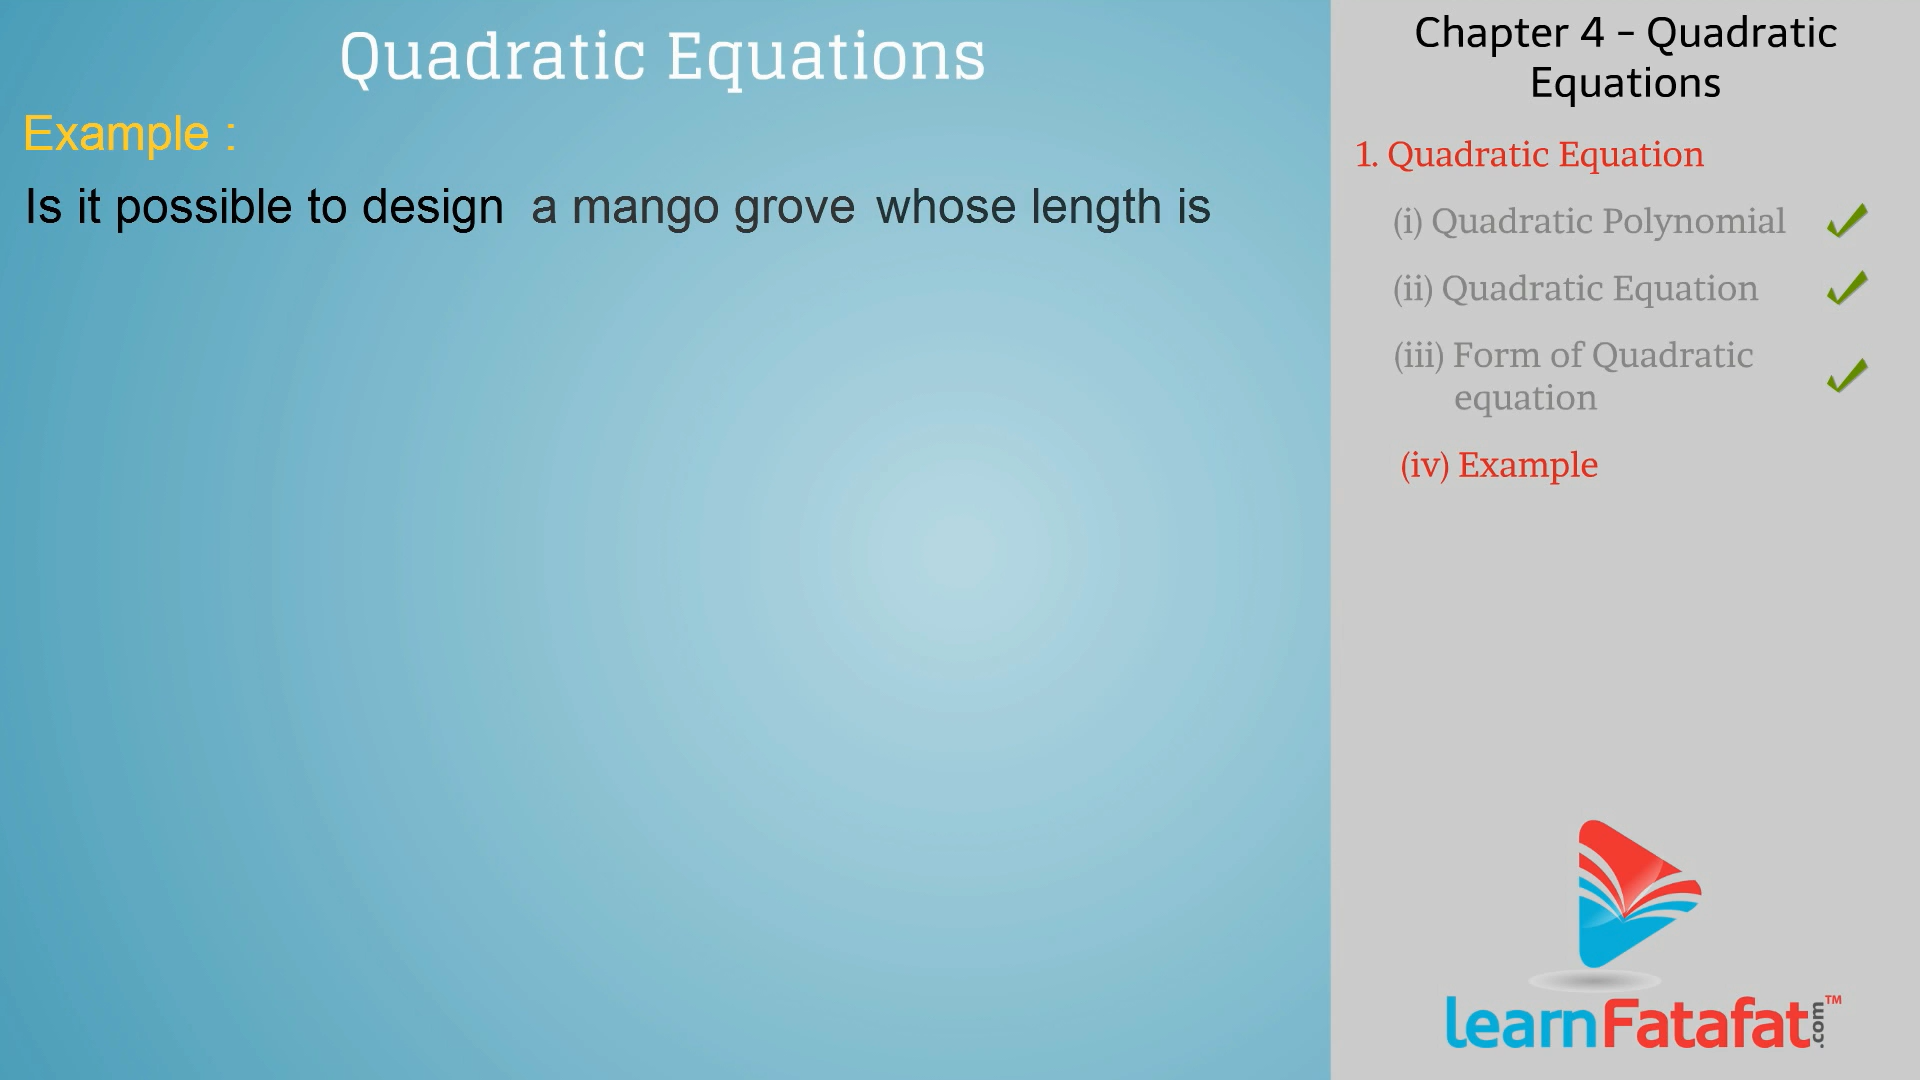 Quadratic Equations
Example :
Is it possible to design a mango grove whose length is
Chapter 4 – Quadratic
Equations
1. Quadratic Equation
(i) Quadratic Polynomial
(ii) Quadratic Equation
(iii) Form of Quadratic
equation
(iv) Example
learnFatafat.com™